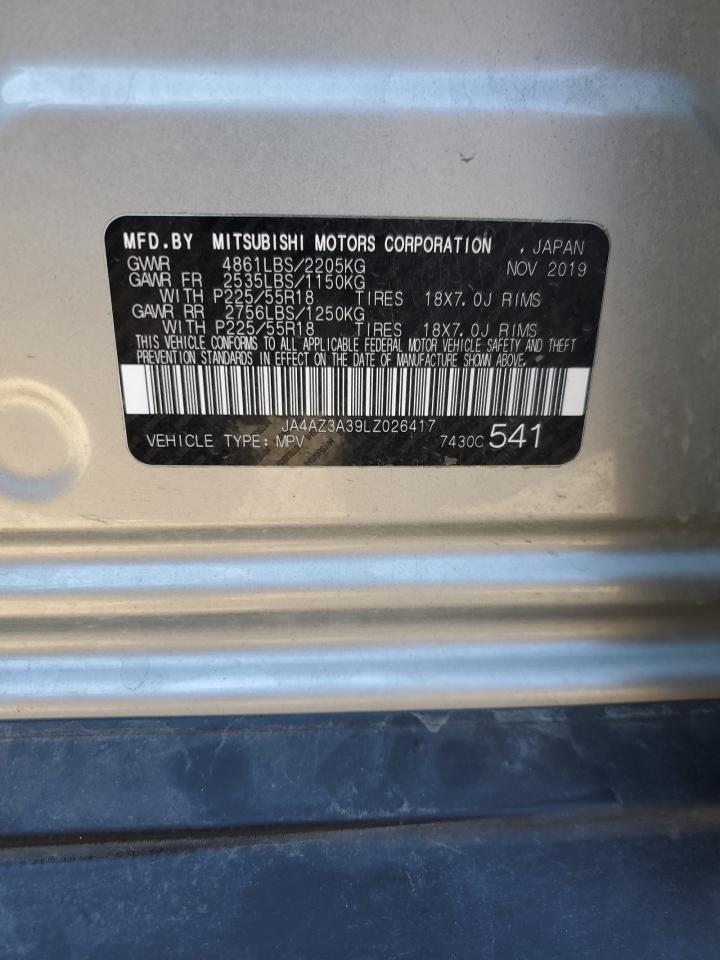 MFD.BY MITSUBISHI MOTORS CORPORATION , JAPAN
GVWR 4861LBS/2205KG NOV 2019
GAWR FR 2535LBS/1150KG
WITH P225/55R18 TIRES 18X7.0J RIMS
GAWR RR 2756LBS/1250KG
WITH P225/55R18 TIRES 18X7.0J RIMS
THIS VEHICLE CONFORMS TO ALL APPLICABLE FEDERAL MOTOR VEHICLE SAFETY AND THEFT
PREVENTION STANDARDS IN EFFECT ON THE DATE OF MANUFACTURE SHOWN ABOVE.
JA4AZ3A39LZ026417
VEHICLE TYPE: MPV 7430C 541